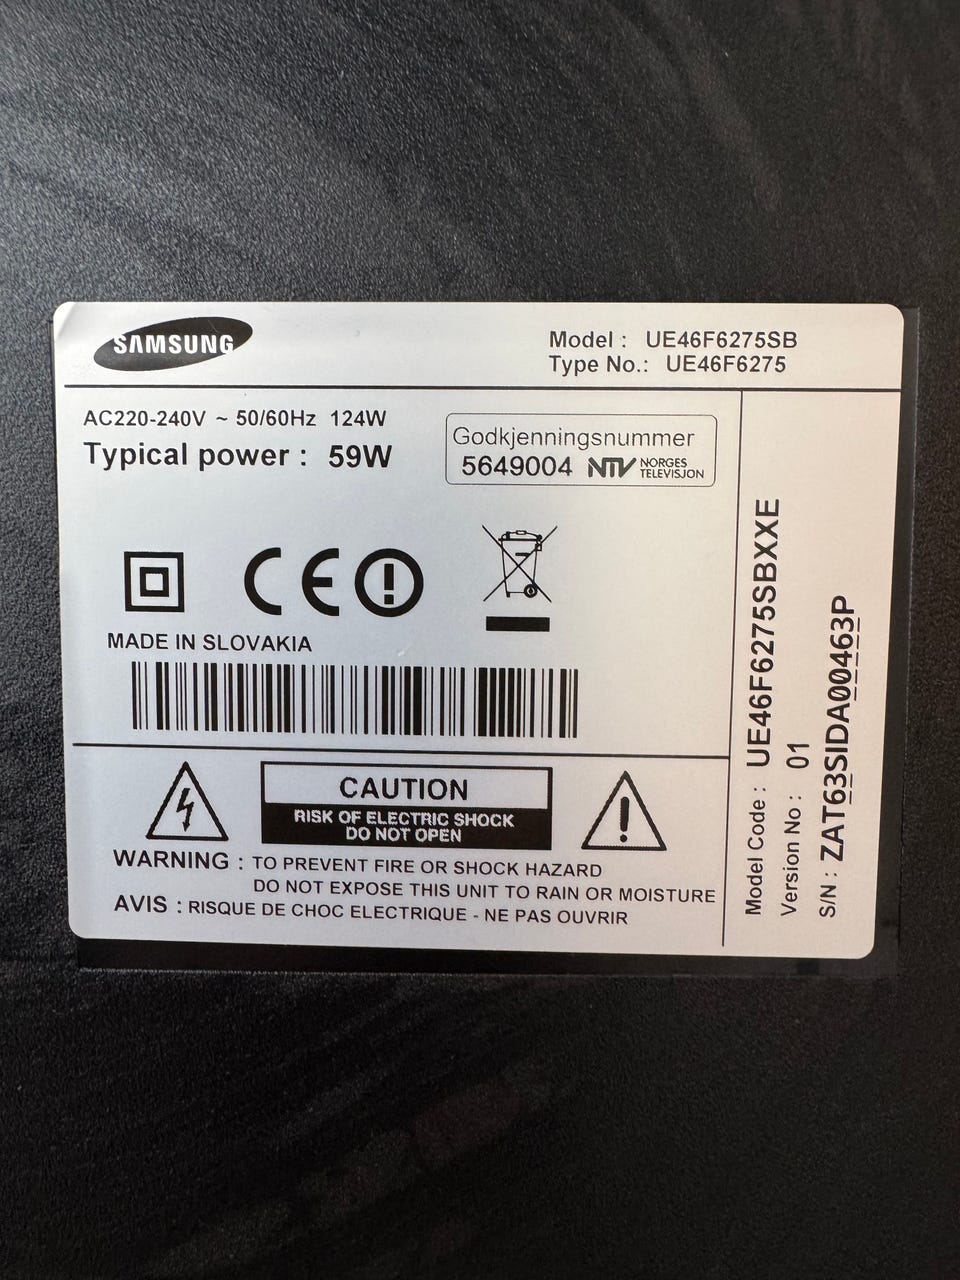 SAMSUNG
Model : UE46F6275SB
Type No.: UE46F6275
AC220-240V ~ 50/60Hz 124W
Typical power : 59W
Godkjenningsnummer
5649004 NTV NORGES TELEVISJON
CE
MADE IN SLOVAKIA
CAUTION
RISK OF ELECTRIC SHOCK
DO NOT OPEN
WARNING : TO PREVENT FIRE OR SHOCK HAZARD
DO NOT EXPOSE THIS UNIT TO RAIN OR MOISTURE
AVIS : RISQUE DE CHOC ELECTRIQUE - NE PAS OUVRIR
Model Code : UE46F6275SBXXE
Version No : 01
S/N : ZAT63SIDA00463P